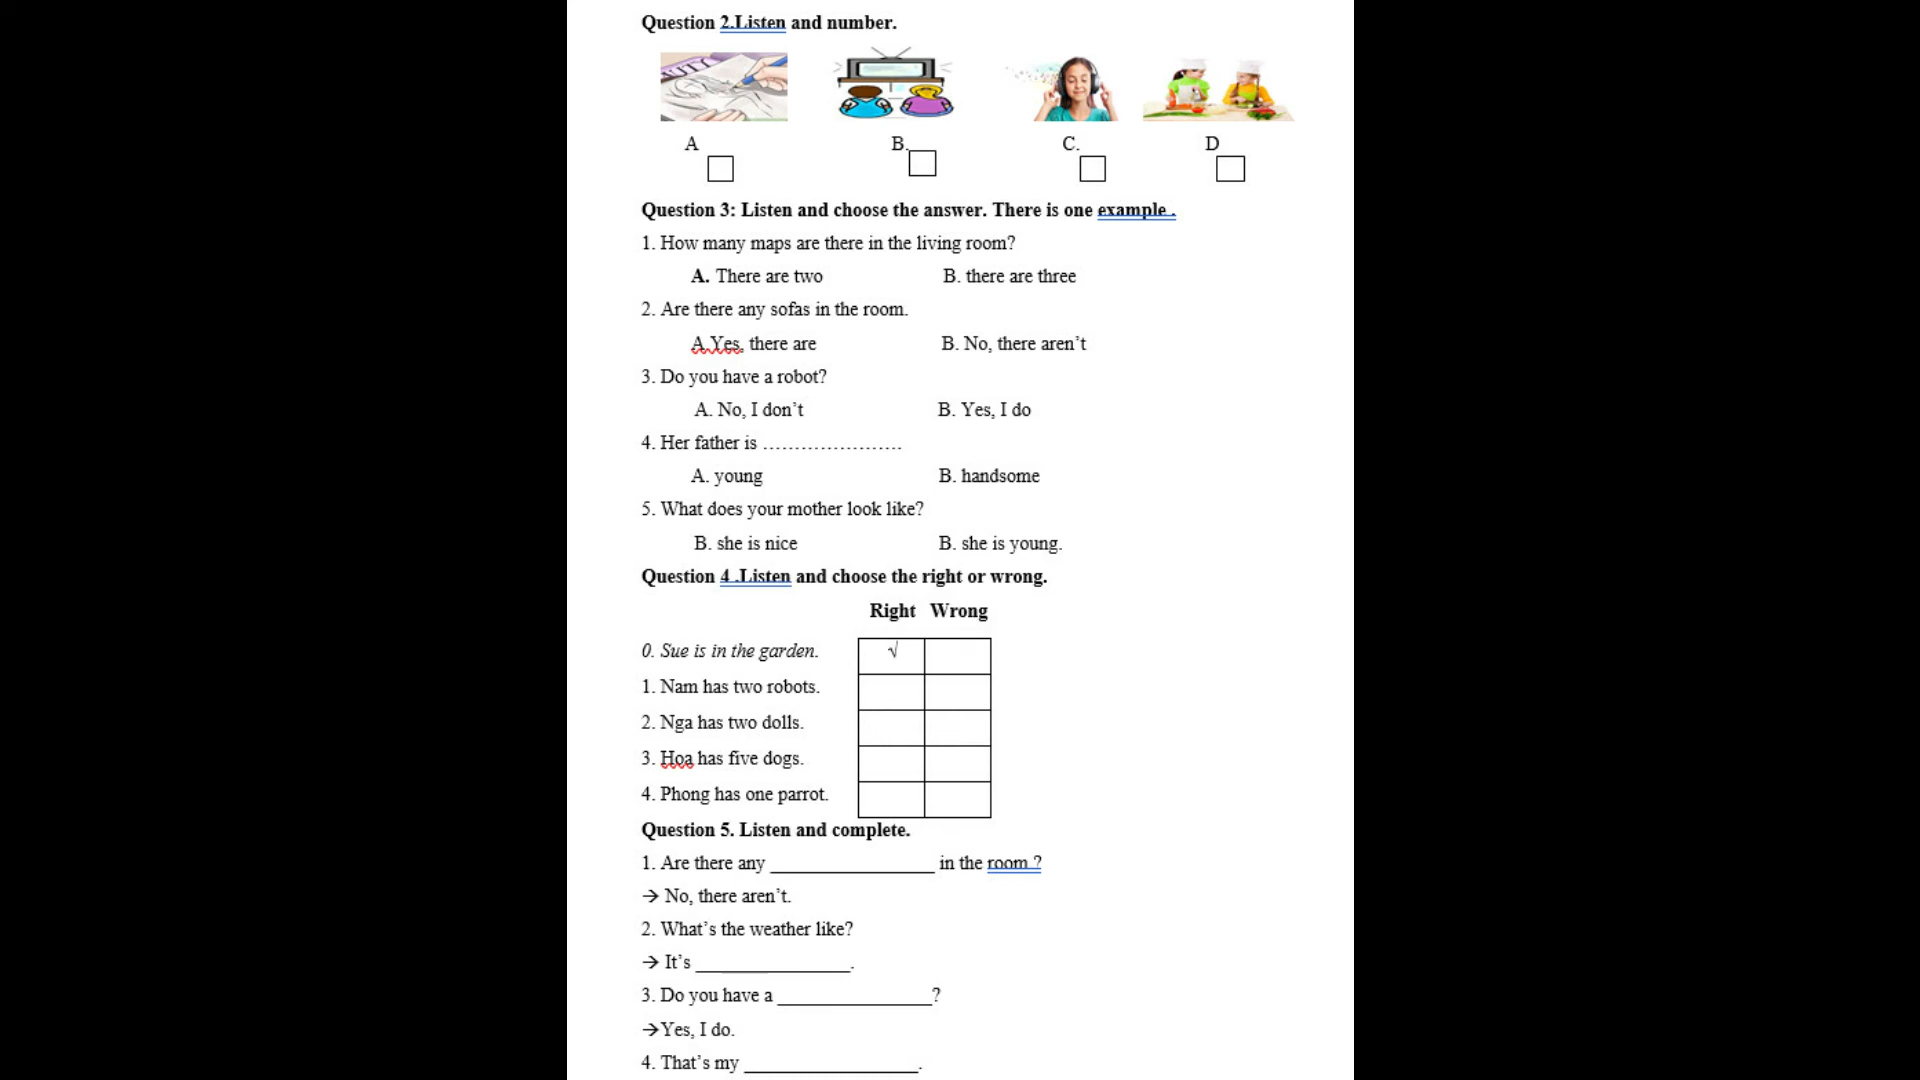 Question 2.Listen and number.
AUTY
A B. C. D
Question 3: Listen and choose the answer. There is one example .
1. How many maps are there in the living room?
A. There are two B. there are three
2. Are there any sofas in the room.
A.Yes, there are B. No, there aren’t
3. Do you have a robot?
A. No, I don’t B. Yes, I do
4. Her father is ......................
A. young B. handsome
5. What does your mother look like?
B. she is nice B. she is young.
Question 4 .Listen and choose the right or wrong.
Right Wrong
0. Sue is in the garden. √
1. Nam has two robots.
2. Nga has two dolls.
3. Hoa has five dogs.
4. Phong has one parrot.
Question 5. Listen and complete.
1. Are there any _________________ in the room ?
→ No, there aren’t.
2. What’s the weather like?
→ It’s ________________.
3. Do you have a ________________?
→Yes, I do.
4. That’s my __________________.